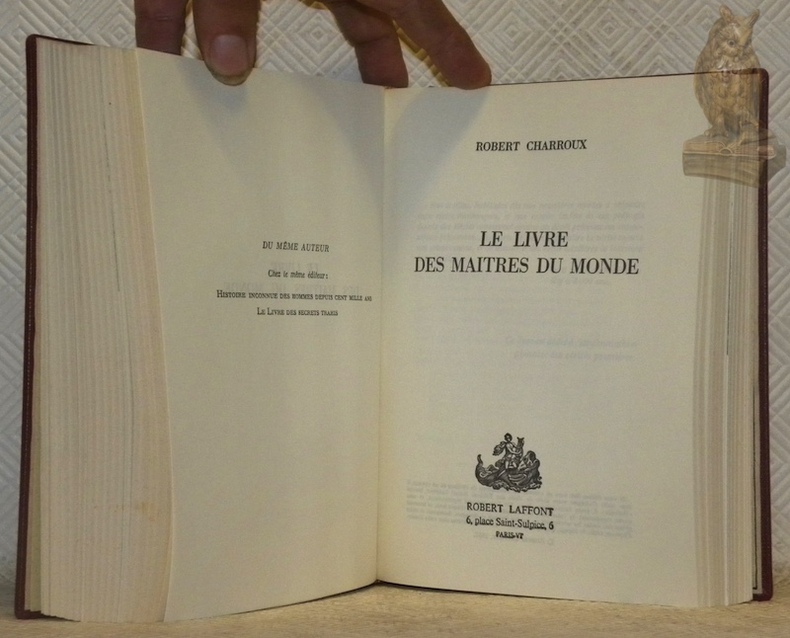 DU MÊME AUTEUR
Chez le même éditeur:
HISTOIRE INCONNUE DES HOMMES DEPUIS CENT MILLE ANS
LE LIVRE DES SECRETS TRAHIS
ROBERT CHARROUX
LE LIVRE
DES MAITRES DU MONDE
ROBERT LAFFONT
6, place Saint-Sulpice, 6
PARIS-VIᵉ